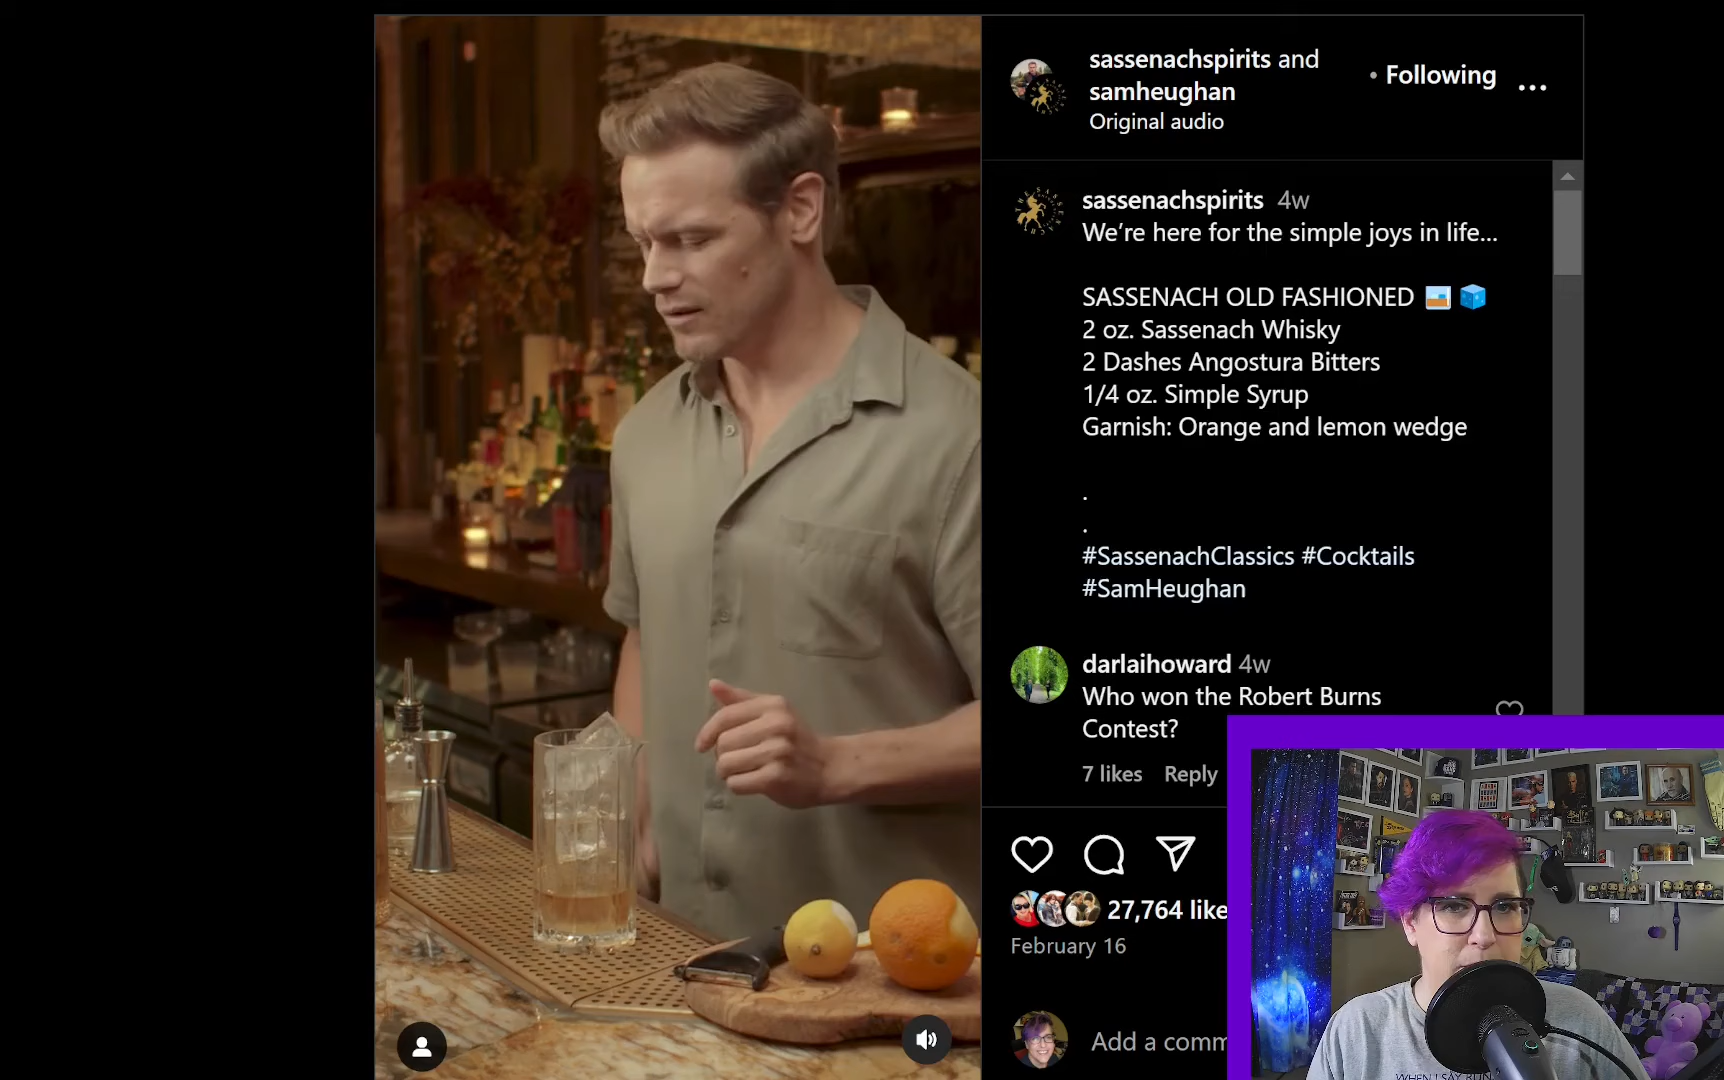 sassenachspirits and
samheughan
• Following
...
Original audio
sassenachspirits 4w
We're here for the simple joys in life...
SASSENACH OLD FASHIONED
2 oz. Sassenach Whisky
2 Dashes Angostura Bitters
1/4 oz. Simple Syrup
Garnish: Orange and lemon wedge
.
.
#SassenachClassics #Cocktails
#SamHeughan
darlaihoward 4w
Who won the Robert Burns
Contest?
7 likes Reply
27,764 like
February 16
Add a comm
WHEN I SAY RUN,